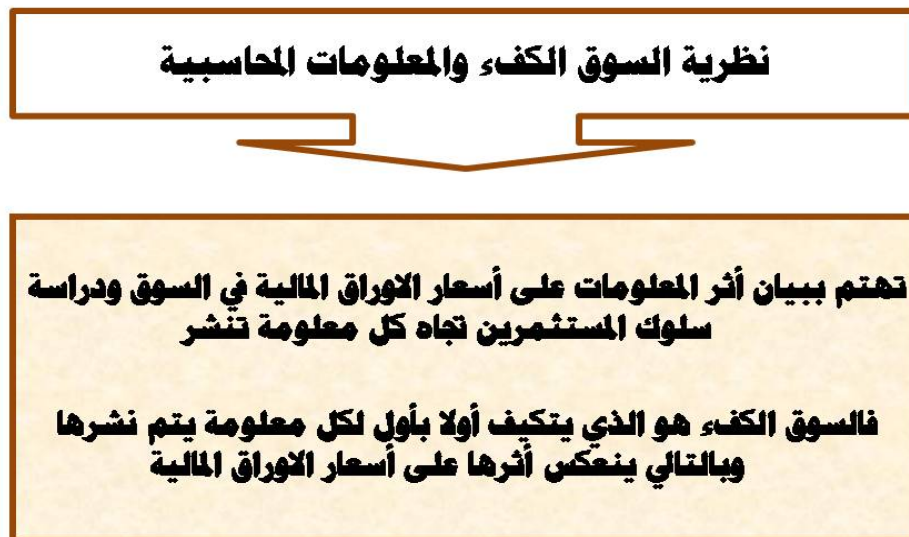 نظرية السوق الكفء والمعلومات المحاسبية
تهتم ببيان أثر المعلومات على أسعار الاوراق المالية في السوق ودراسة
سلوك المستثمرين تجاه كل معلومة تنشر
فالسوق الكفء هو الذي يتكيف أولا بأول لكل معلومة يتم نشرها
وبالتالي ينعكس أثرها على أسعار الاوراق المالية